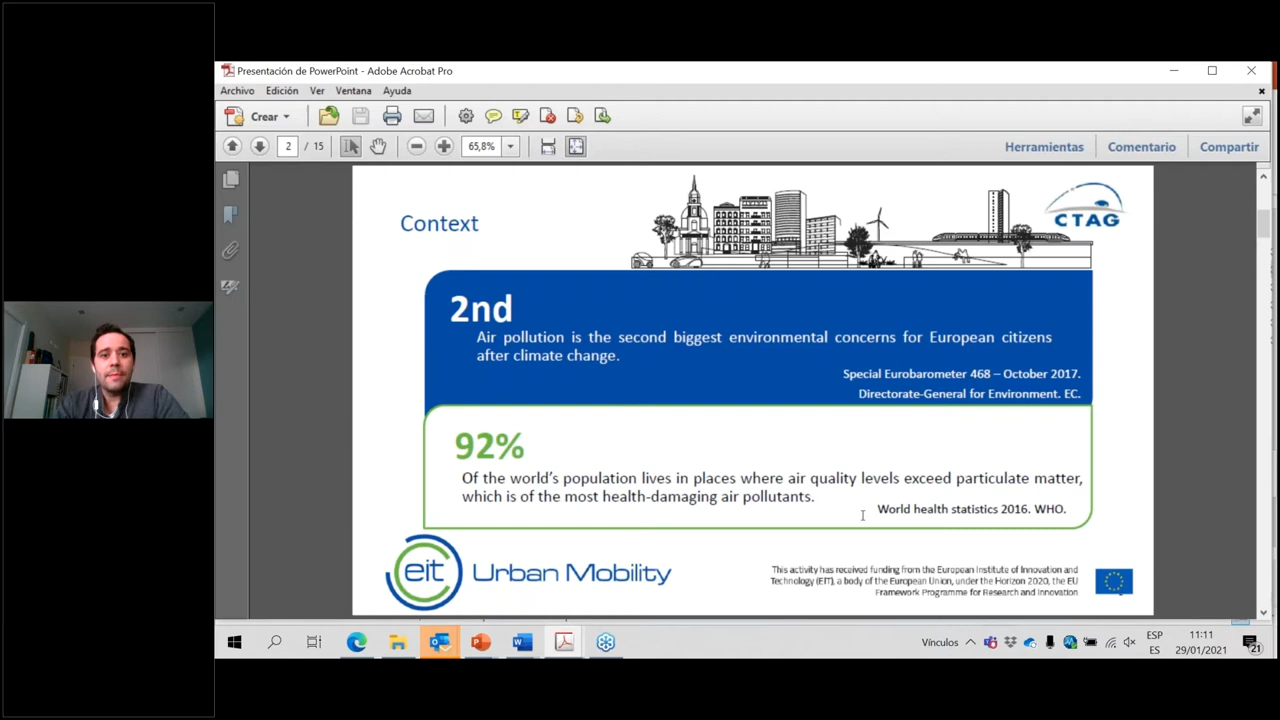 Presentación de PowerPoint - Adobe Acrobat Pro
Archivo Edición Ver Ventana Ayuda
Crear
2 / 15 65,8% Herramientas Comentario Compartir
Context
CTAG
2nd
Air pollution is the second biggest environmental concerns for European citizens
after climate change.
Special Eurobarometer 468 – October 2017.
Directorate-General for Environment. EC.
92%
Of the world's population lives in places where air quality levels exceed particulate matter,
which is of the most health-damaging air pollutants.
World health statistics 2016. WHO.
eit Urban Mobility
This activity has received funding from the European Institute of Innovation and
Technology (EIT), a body of the European Union, under the Horizon 2020, the EU
Framework Programme for Research and Innovation
Vínculos
ESP
ES
11:11
29/01/2021
21